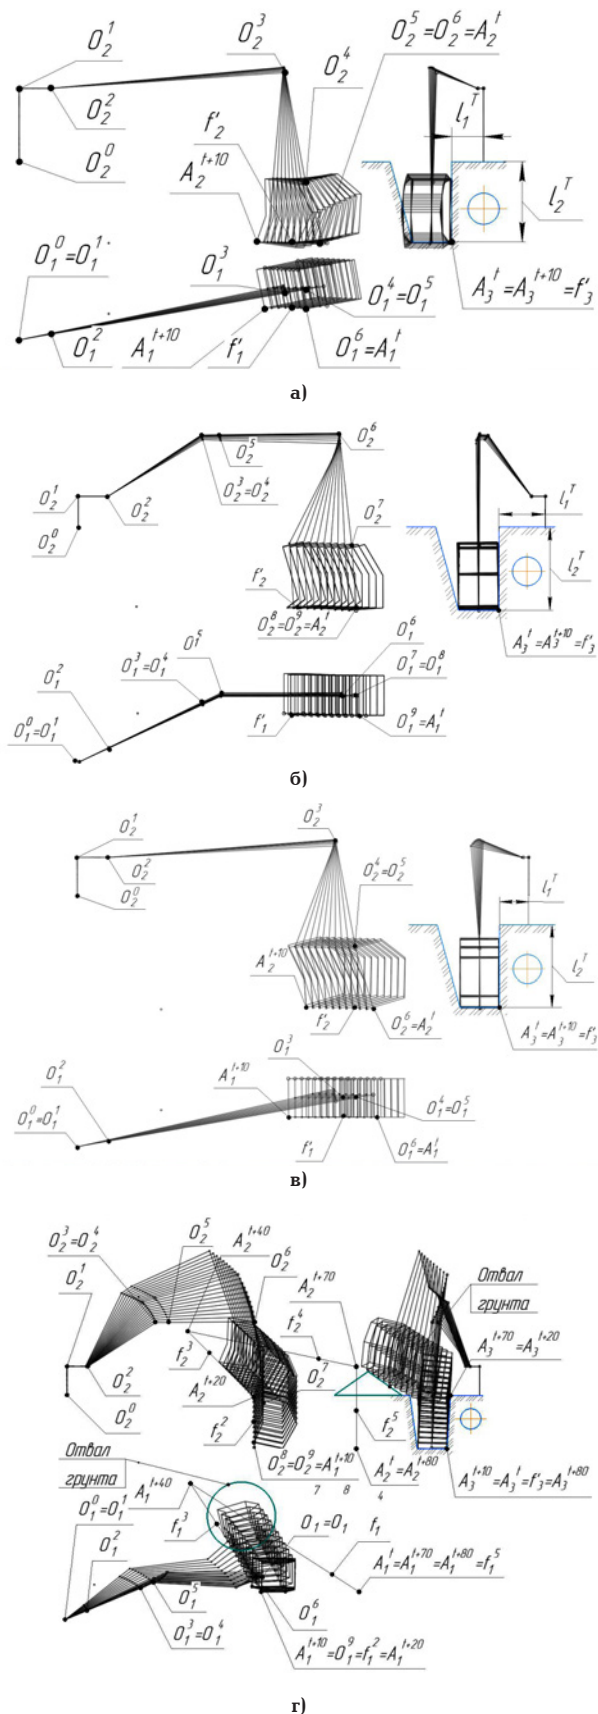 O₂¹
O₂³
O₂⁵=O₂⁶=A₂ᵗ
O₂⁴
O₂²
f'₂
l₁ᵀ
O₂⁰
A₂ᵗ⁺¹⁰
l₂ᵀ
O₁⁰=O₁¹
O₁³
O₁⁴=O₁⁵
A₃ᵗ=A₃ᵗ⁺¹⁰=f'₃
O₁²
A₁ᵗ⁺¹⁰
f'₁
O₁⁶=A₁ᵗ
а)
O₂⁶
O₂⁵
O₂¹
O₂²
O₂³=O₂⁴
l₁ᵀ
O₂⁰
O₂⁷
f'₂
l₂ᵀ
O₂⁸=O₂⁹=A₂ᵗ
A₃ᵗ=A₃ᵗ⁺¹⁰=f'₃
O₁⁵
O₁⁶
O₁³=O₁⁴
O₁⁷=O₁⁸
O₁²
O₁⁰=O₁¹
f'₁
O₁⁹=A₁ᵗ
б)
O₂³
O₂¹
O₂²
O₂⁴=O₂⁵
l₁ᵀ
O₂⁰
A₂ᵗ⁺¹⁰
l₂ᵀ
f'₂
O₂⁶=A₂ᵗ
A₃ᵗ=A₃ᵗ⁺¹⁰=f'₃
O₁³
O₁²
A₁ᵗ⁺¹⁰
O₁⁰=O₁¹
O₁⁴=O₁⁵
f'₁
O₁⁶=A₁ᵗ
в)
O₂³=O₂⁴
O₂⁵
A₂ᵗ⁺⁴⁰
O₂⁶
O₂¹
A₂ᵗ⁺⁷⁰
Отвал
грунта
f₂⁴
A₃ᵗ⁺⁷⁰=A₃ᵗ⁺²⁰
f₂³
O₂²
A₂ᵗ⁺²⁰
O₂⁷
O₂⁰
f₂²
f₂⁵
Отвал
грунта
O₂⁸=O₂⁹=A₁ᵗ⁺¹⁰
A₂ᵗ=A₂ᵗ⁺⁸⁰
A₃ᵗ⁺¹⁰=A₃ᵗ=f'₃=A₃ᵗ⁺⁸⁰
7 8 4
A₁ᵗ⁺⁴⁰
O₁⁰=O₁¹
f₁³
O₁=O₁
f₁
O₁²
A₁ᵗ=A₁ᵗ⁺⁷⁰=A₁ᵗ⁺⁸⁰=f₁⁵
O₁⁵
O₁⁶
O₁³=O₁⁴
A₁ᵗ⁺¹⁰=O₁⁹=f₁²=A₁ᵗ⁺²⁰
г)